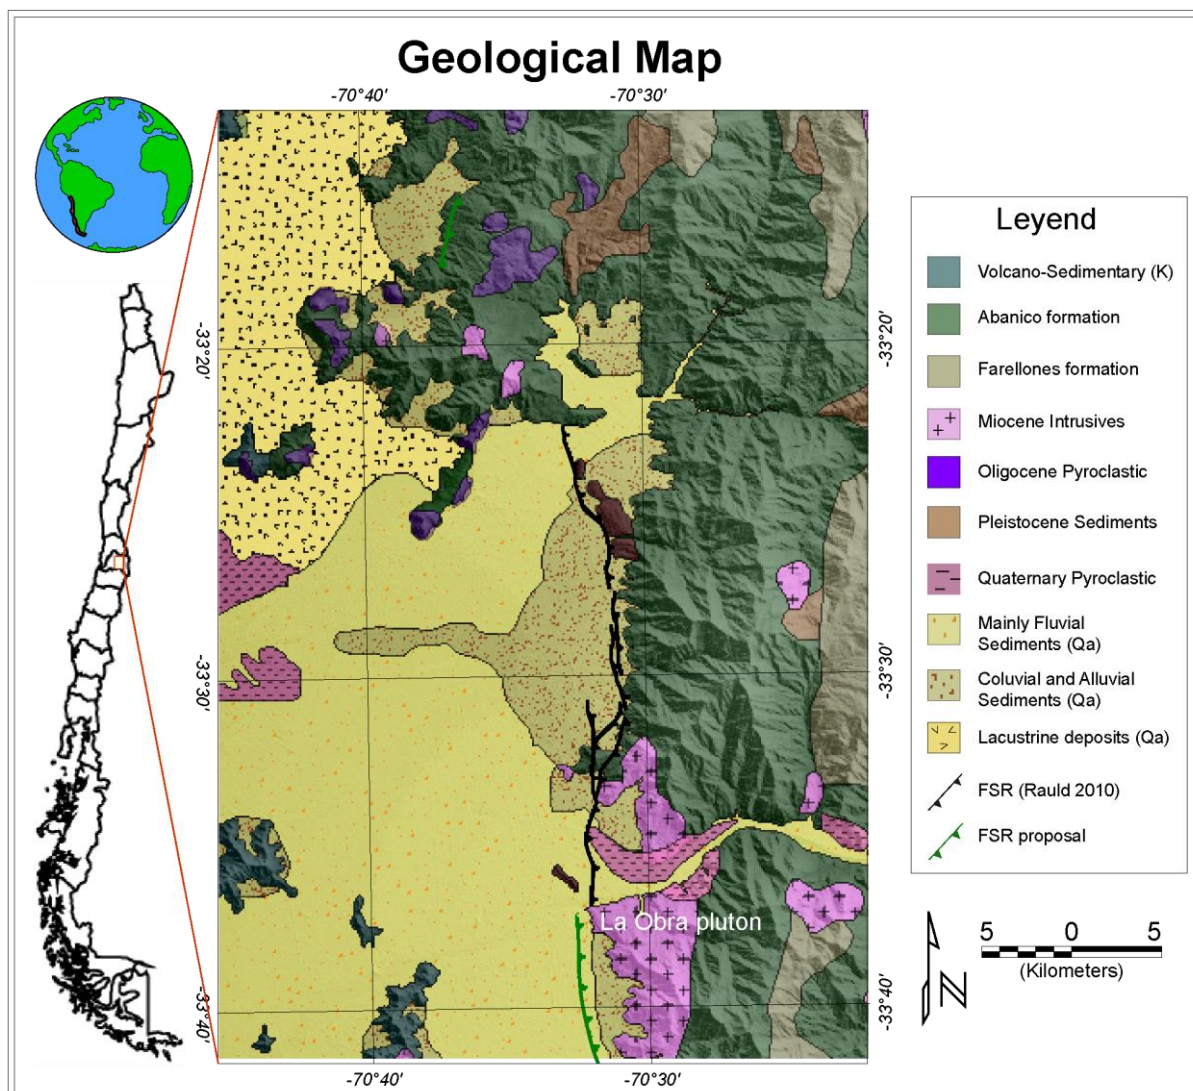 Geological Map
-70°40'
-70°30'
-33°20'
-33°20'
-33°30'
-33°30'
-33°40'
-33°40'
La Obra pluton
-70°40'
-70°30'
Leyend
Volcano-Sedimentary (K)
Abanico formation
Farellones formation
Miocene Intrusives
Oligocene Pyroclastic
Pleistocene Sediments
Quaternary Pyroclastic
Mainly Fluvial
Sediments (Qa)
Coluvial and Alluvial
Sediments (Qa)
Lacustrine deposits (Qa)
FSR (Rauld 2010)
FSR proposal
N
5 0 5
(Kilometers)